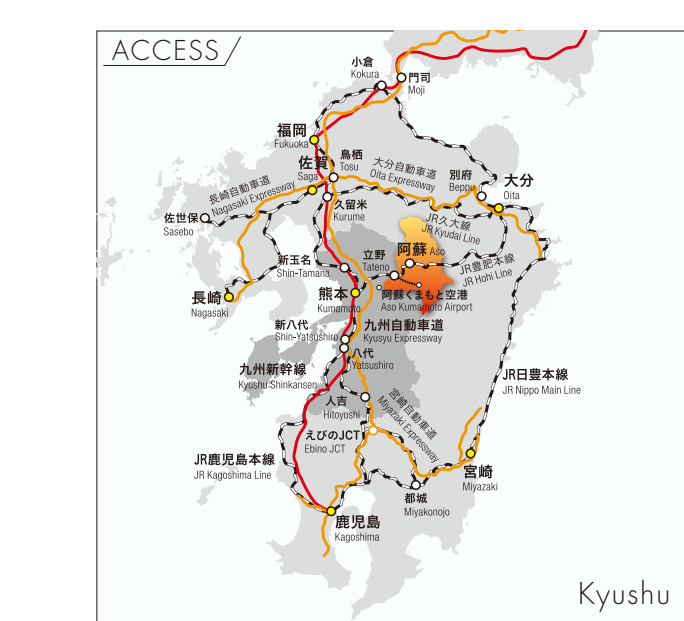 ACCESS
小倉
Kokura
門司
Moji
福岡
Fukuoka
佐賀
Saga
鳥栖
Tosu
大分自動車道
Oita Expressway
別府
Beppu
大分
Oita
長崎自動車道
Nagasaki Expressway
佐世保
Sasebo
久留米
Kurume
JR久大線
JR Kyudai Line
新玉名
Shin-Tamana
立野
Tateno
阿蘇 Aso
JR豊肥本線
JR Hohi Line
長崎
Nagasaki
熊本
Kumamoto
阿蘇くまもと空港
Aso Kumamoto Airport
新八代
Shin-Yatsushiro
九州自動車道
Kyusyu Expressway
八代
Yatsushiro
九州新幹線
Kyushu Shinkansen
JR日豊本線
JR Nippo Main Line
人吉
Hitoyoshi
宮崎自動車道
Miyazaki Expressway
えびのJCT
Ebino JCT
JR鹿児島本線
JR Kagoshima Line
宮崎
Miyazaki
都城
Miyakonojo
鹿児島
Kagoshima
Kyushu